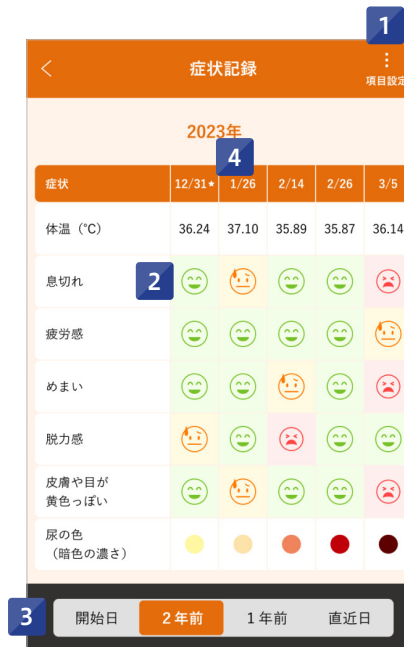 1
症状記録
項目設定
2023年
4
症状 12/31★ 1/26 2/14 2/26 3/5
体温（℃） 36.24 37.10 35.89 35.87 36.14
息切れ 2
疲労感
めまい
脱力感
皮膚や目が
黄色っぽい
尿の色
（暗色の濃さ）
3 開始日 2年前 1年前 直近日